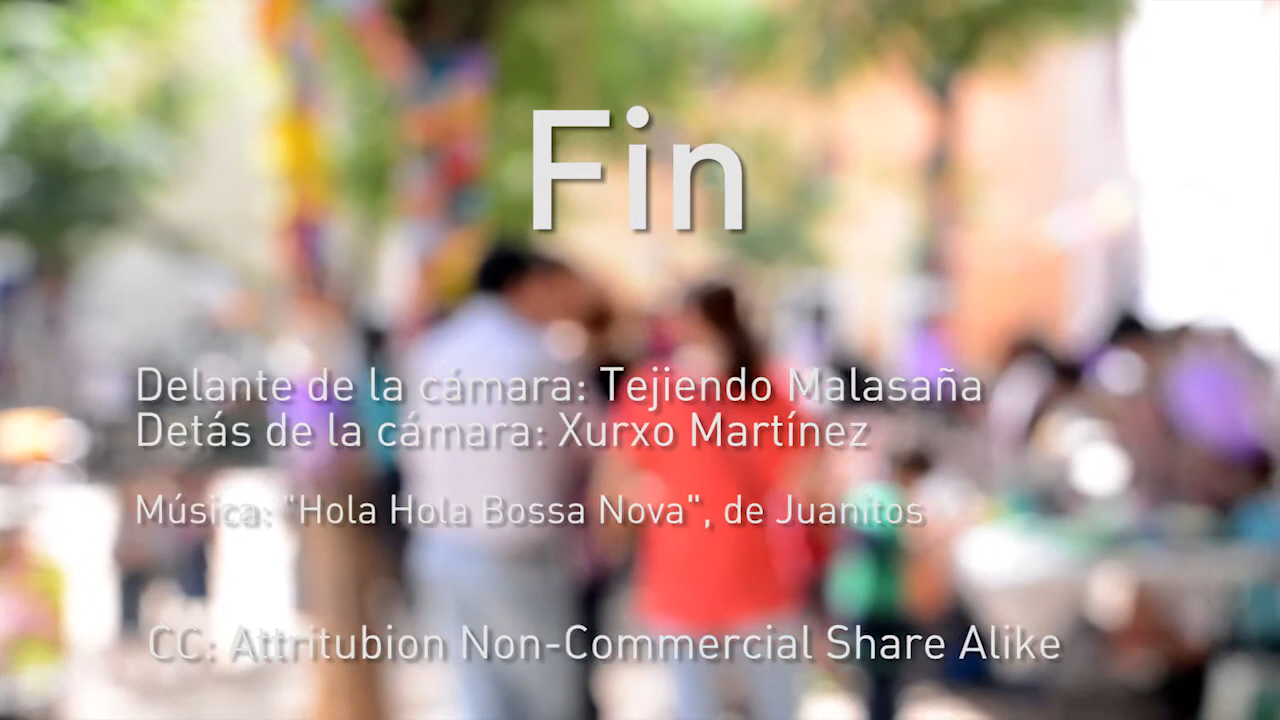 Fin
Delante de la cámara: Tejiendo Malasaña
Detás de la cámara: Xurxo Martínez
Música: "Hola Hola Bossa Nova", de Juanitos
CC: Attritubion Non-Commercial Share Alike